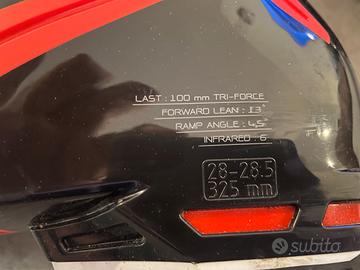 LAST : 100 mm TRI-FORCE
FORWARD LEAN : 13°
RAMP ANGLE : 4,5°
INFRARED : 6
28-28.5
325 mm
subito